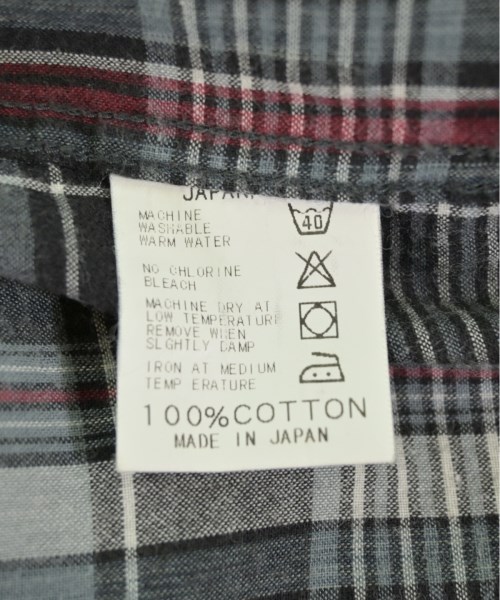 JAPAN
MACHINE
WASHABLE
WARM WATER
40
NO CHLORINE
BLEACH
MACHINE DRY AT
LOW TEMPERATURE
REMOVE WHEN
SLGHTLY DAMP
IRON AT MEDIUM
TEMP ERATURE
100%COTTON
MADE IN JAPAN